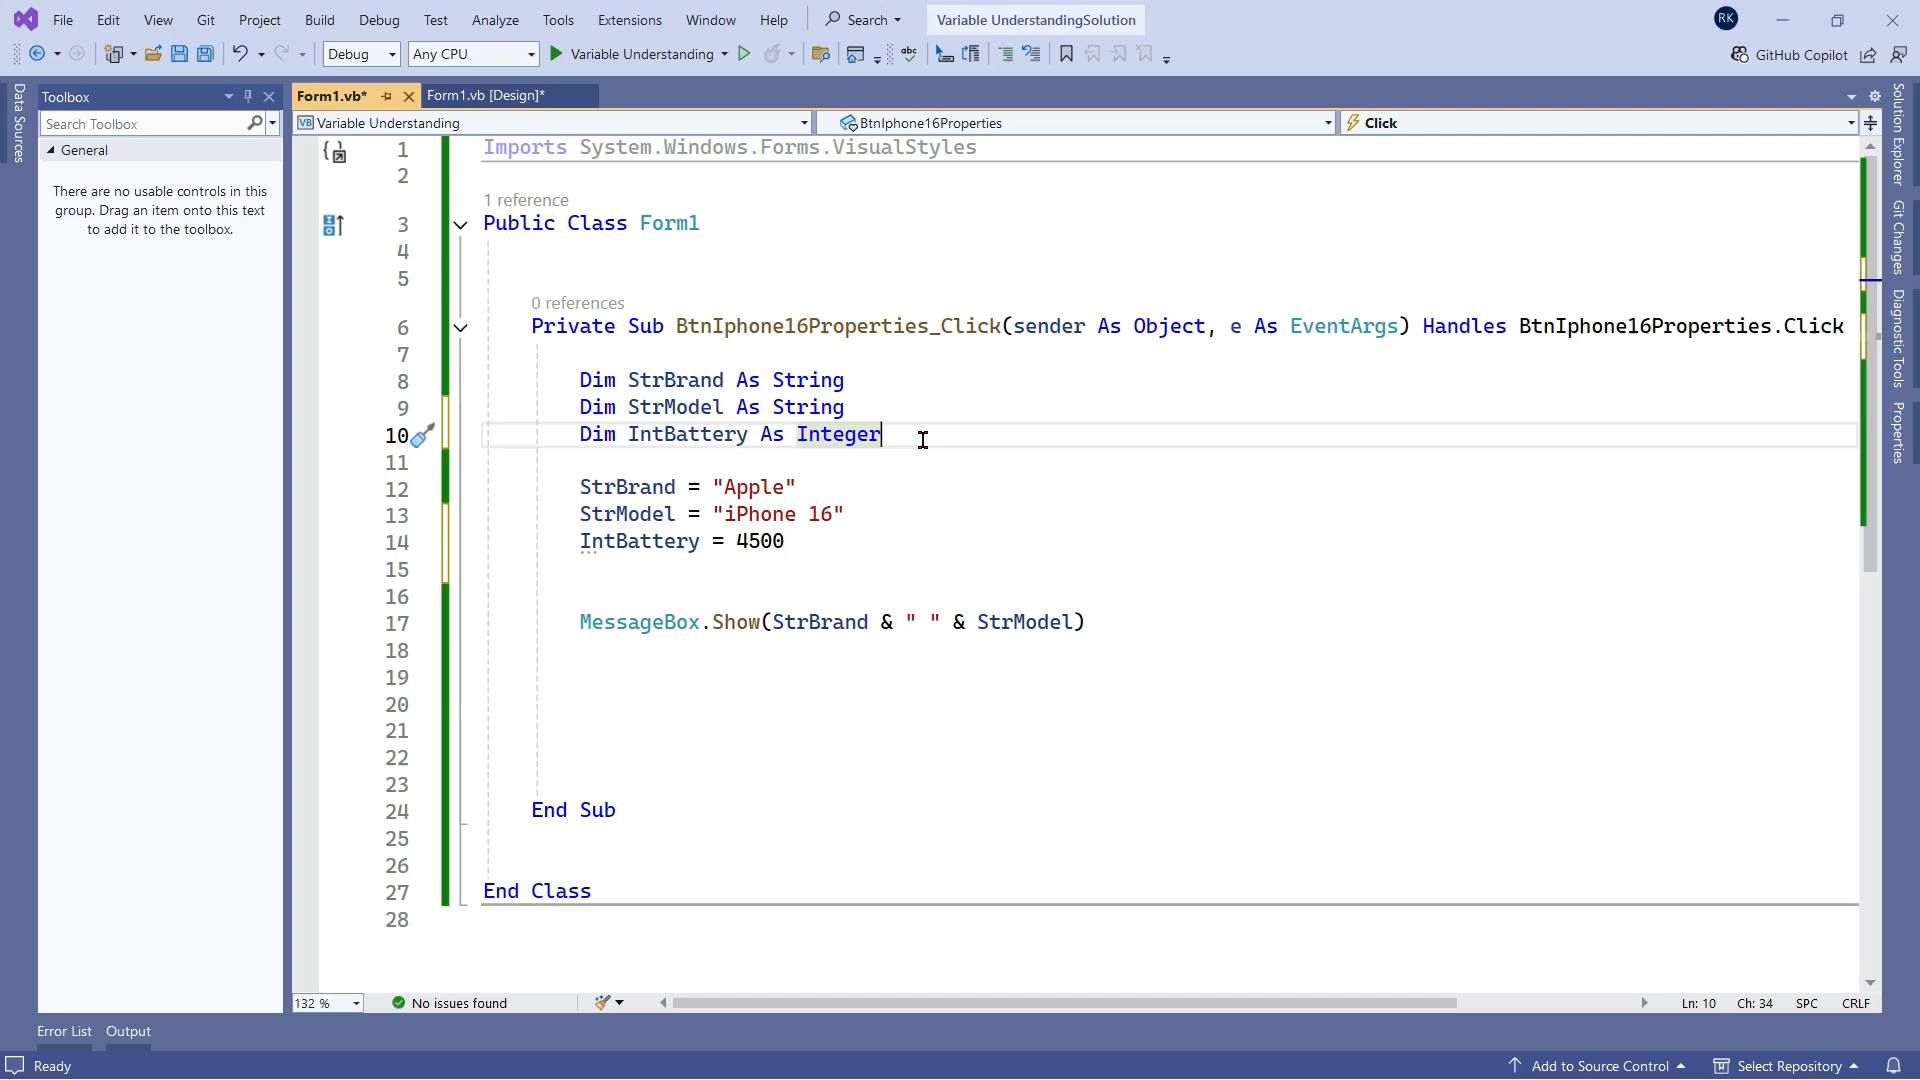 File Edit View Git Project Build Debug Test Analyze Tools Extensions Window Help Search Variable UnderstandingSolution RK
Debug Any CPU Variable Understanding abc GitHub Copilot
Data Sources
Toolbox
Search Toolbox
General
There are no usable controls in this
group. Drag an item onto this text
to add it to the toolbox.
Form1.vb* Form1.vb [Design]*
VB Variable Understanding BtnIphone16Properties Click
1 Imports System.Windows.Forms.VisualStyles
2
1 reference
3 Public Class Form1
4
5
0 references
6 Private Sub BtnIphone16Properties_Click(sender As Object, e As EventArgs) Handles BtnIphone16Properties.Click
7
8 Dim StrBrand As String
9 Dim StrModel As String
10 Dim IntBattery As Integer
11
12 StrBrand = "Apple"
13 StrModel = "iPhone 16"
14 IntBattery = 4500
15
16
17 MessageBox.Show(StrBrand & " " & StrModel)
18
19
20
21
22
23
24 End Sub
25
26
27 End Class
28
Solution Explorer
Git Changes
Diagnostic Tools
Properties
132 % No issues found Ln: 10 Ch: 34 SPC CRLF
Error List Output
Ready Add to Source Control Select Repository